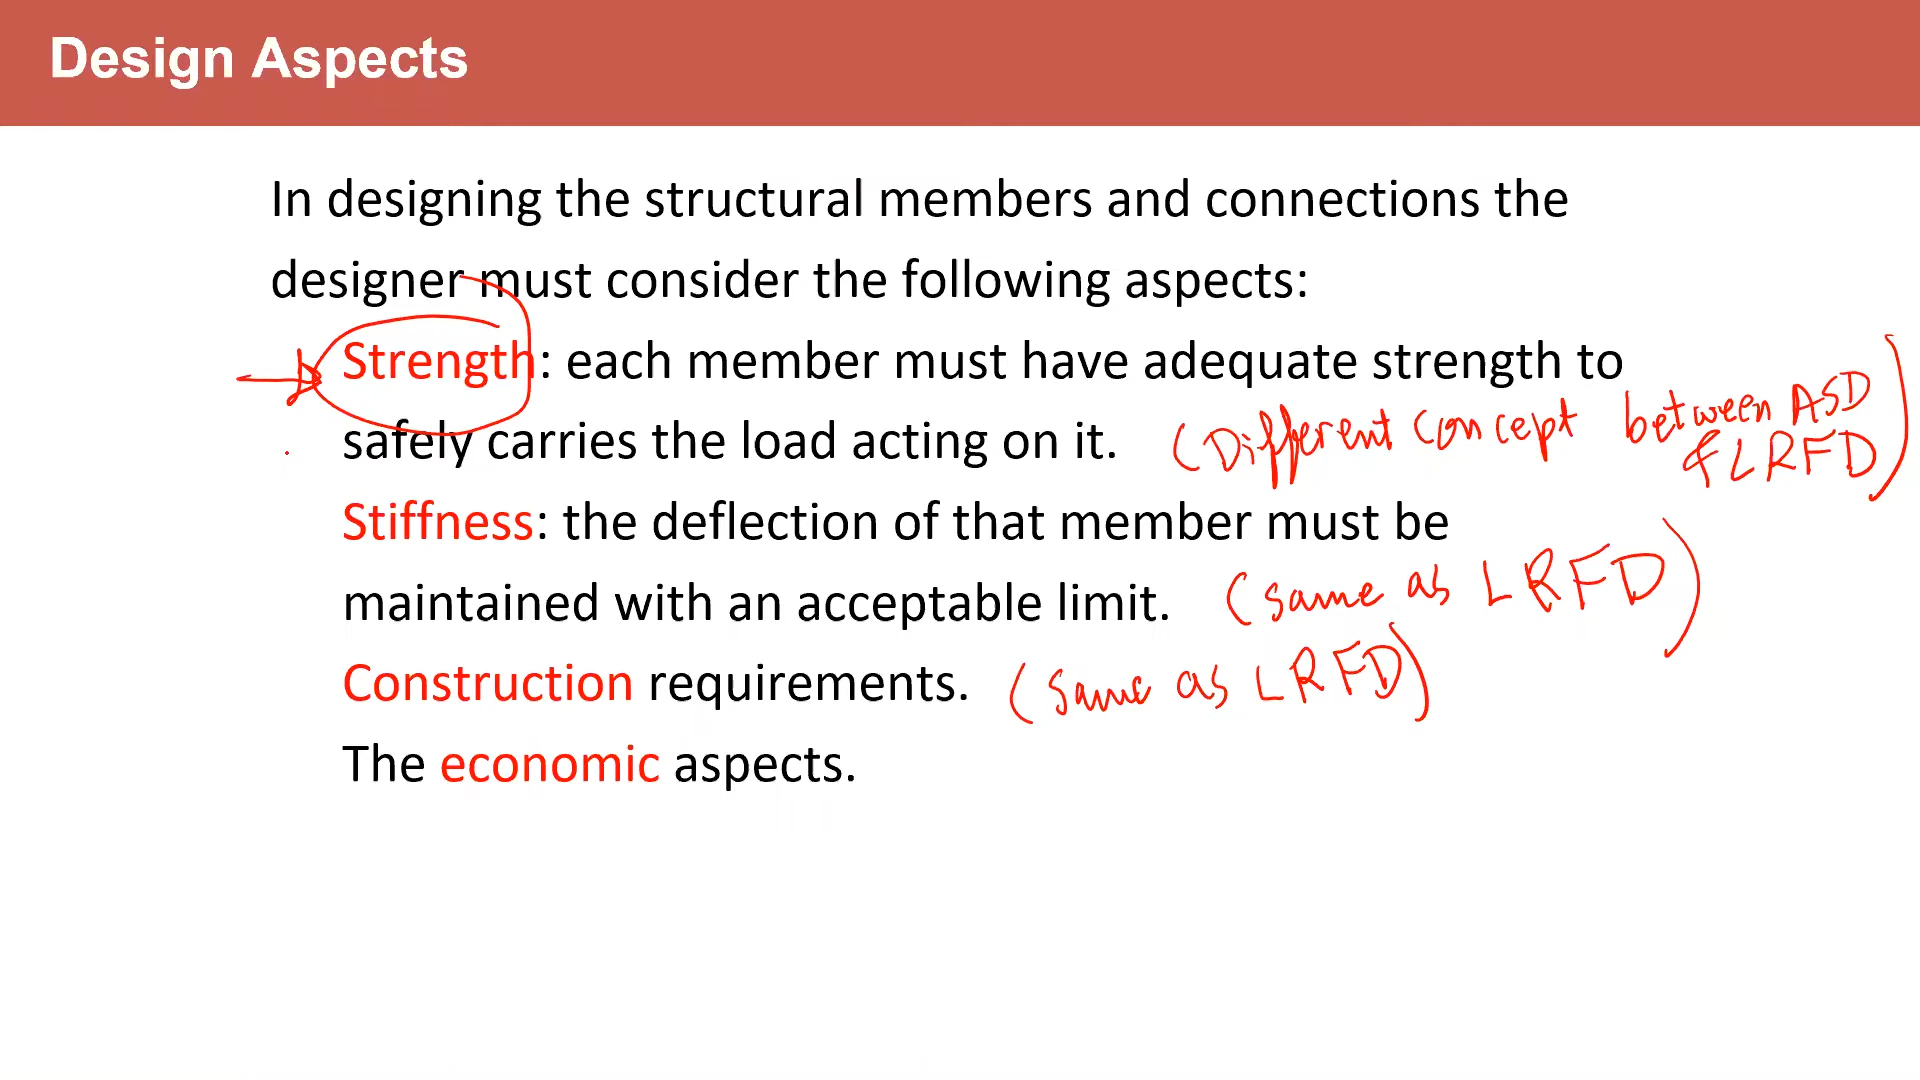 Design Aspects
In designing the structural members and connections the
designer must consider the following aspects:
Strength: each member must have adequate strength to
safely carries the load acting on it. (Different concept between ASD
& LRFD)
Stiffness: the deflection of that member must be
maintained with an acceptable limit. (same as LRFD)
Construction requirements. (same as LRFD)
The economic aspects.